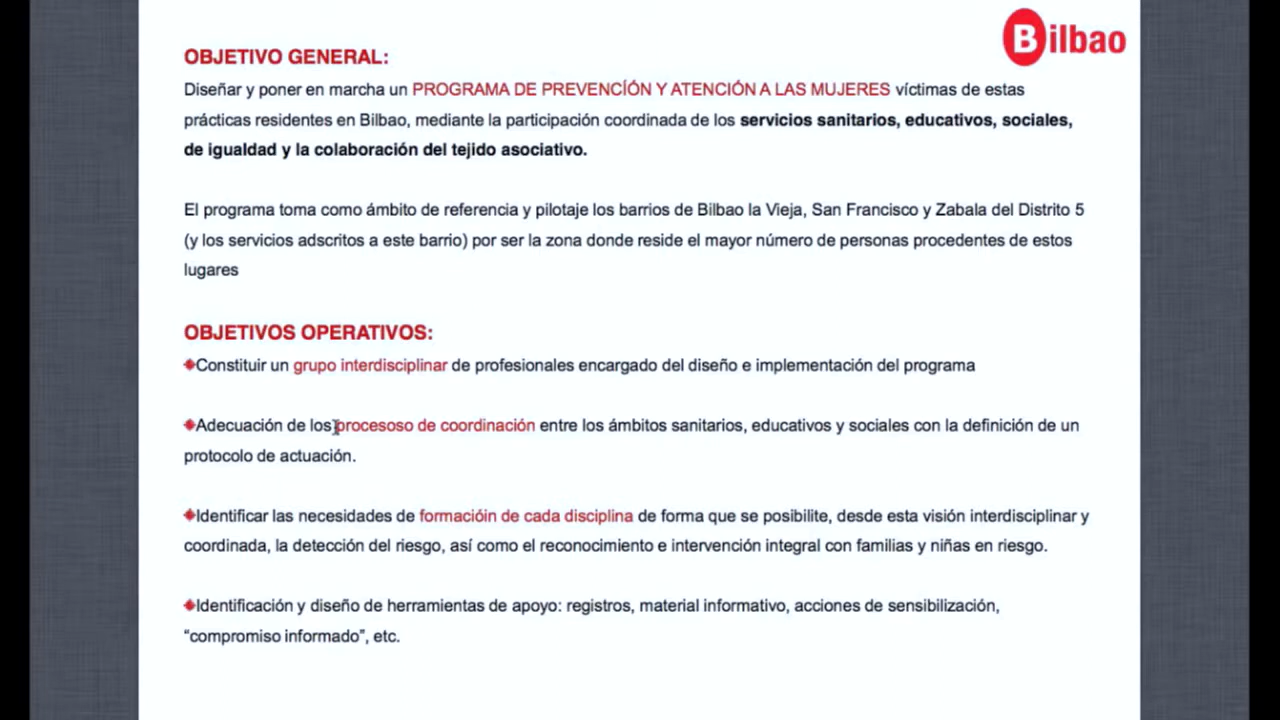 Bilbao
OBJETIVO GENERAL:
Diseñar y poner en marcha un PROGRAMA DE PREVENCÍÓN Y ATENCIÓN A LAS MUJERES víctimas de estas
prácticas residentes en Bilbao, mediante la participación coordinada de los servicios sanitarios, educativos, sociales,
de igualdad y la colaboración del tejido asociativo.
El programa toma como ámbito de referencia y pilotaje los barrios de Bilbao la Vieja, San Francisco y Zabala del Distrito 5
(y los servicios adscritos a este barrio) por ser la zona donde reside el mayor número de personas procedentes de estos
lugares
OBJETIVOS OPERATIVOS:
Constituir un grupo interdisciplinar de profesionales encargado del diseño e implementación del programa
Adecuación de los procesoso de coordinación entre los ámbitos sanitarios, educativos y sociales con la definición de un
protocolo de actuación.
Identificar las necesidades de formacióin de cada disciplina de forma que se posibilite, desde esta visión interdisciplinar y
coordinada, la detección del riesgo, así como el reconocimiento e intervención integral con familias y niñas en riesgo.
Identificación y diseño de herramientas de apoyo: registros, material informativo, acciones de sensibilización,
“compromiso informado”, etc.